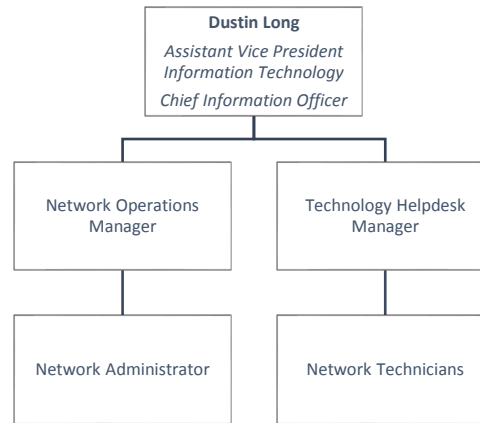 Dustin Long
Assistant Vice President
Information Technology
Chief Information Officer
Network Operations
Manager
Technology Helpdesk
Manager
Network Administrator
Network Technicians